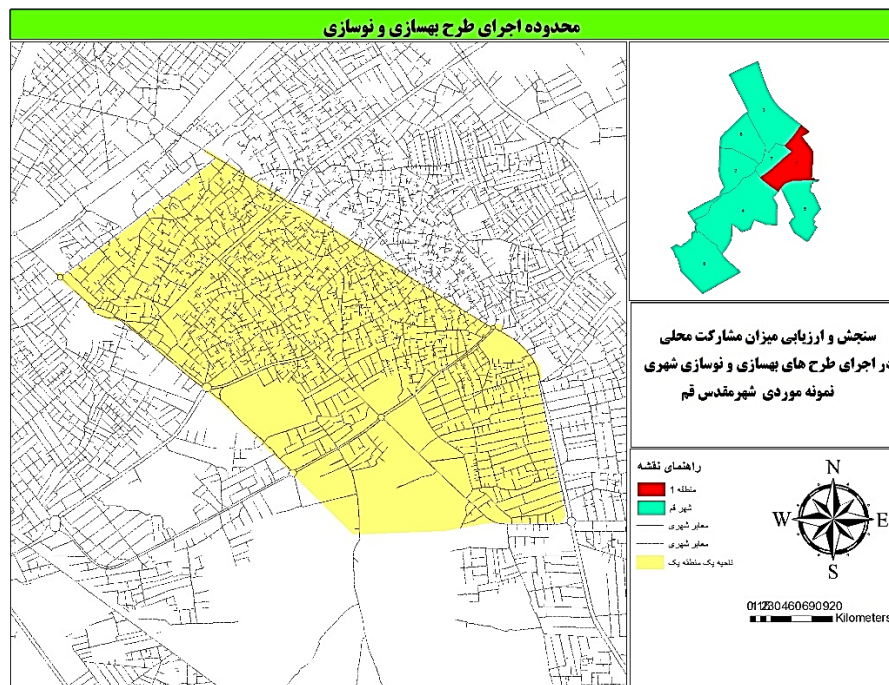 محدوده اجرای طرح بهسازی و نوسازی
سنجش و ارزیابی میزان مشارکت محلی
در اجرای طرح های بهسازی و نوسازی شهری
نمونه موردی شهرمقدس قم
راهنمای نقشه
منطقه 1
شهر قم
معابر شهری
معابر شهری
ناحیه یک منطقه یک
N
W E
S
Kilometers